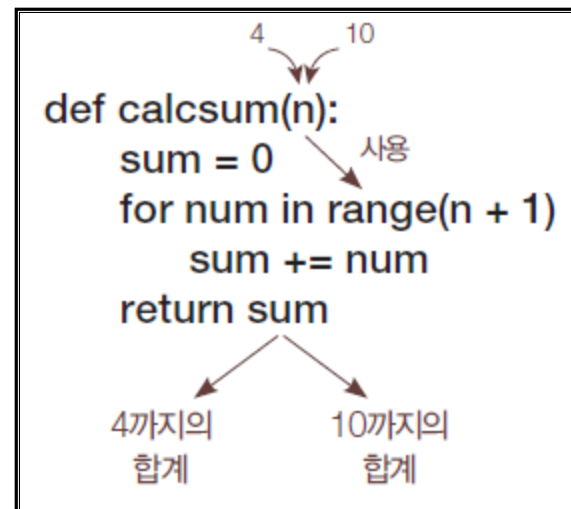 4 10
def calcsum(n):
sum = 0
사용
for num in range(n + 1)
sum += num
return sum
4까지의 10까지의
합계 합계